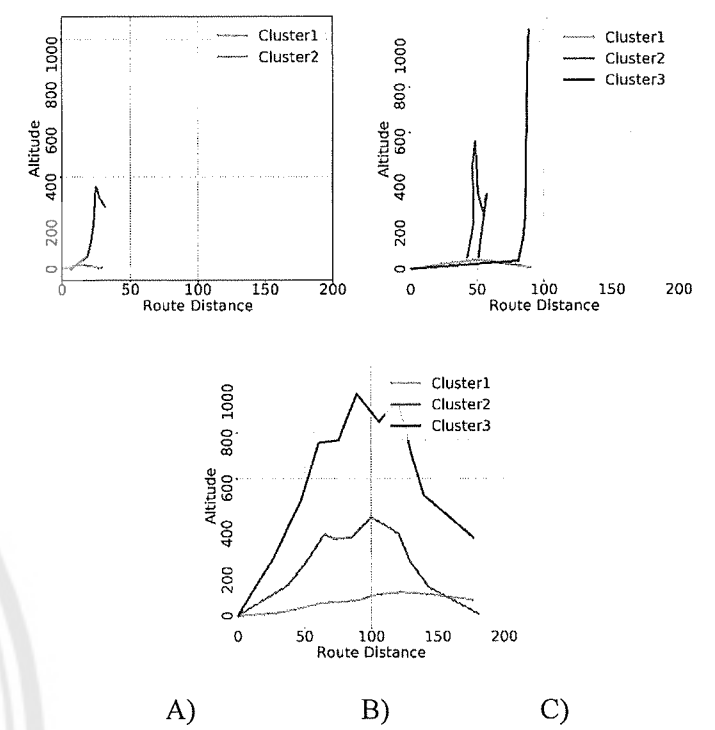 Cluster1
Cluster2
Altitude
1000
800
600
400
200
0
0 50 100 150 200
Route Distance
Cluster1
Cluster2
Cluster3
Altitude
1000
800
600
400
200
0
0 50 100 150 200
Route Distance
Cluster1
Cluster2
Cluster3
Altitude
1000
800
600
400
200
0
0 50 100 150 200
Route Distance
A) B) C)